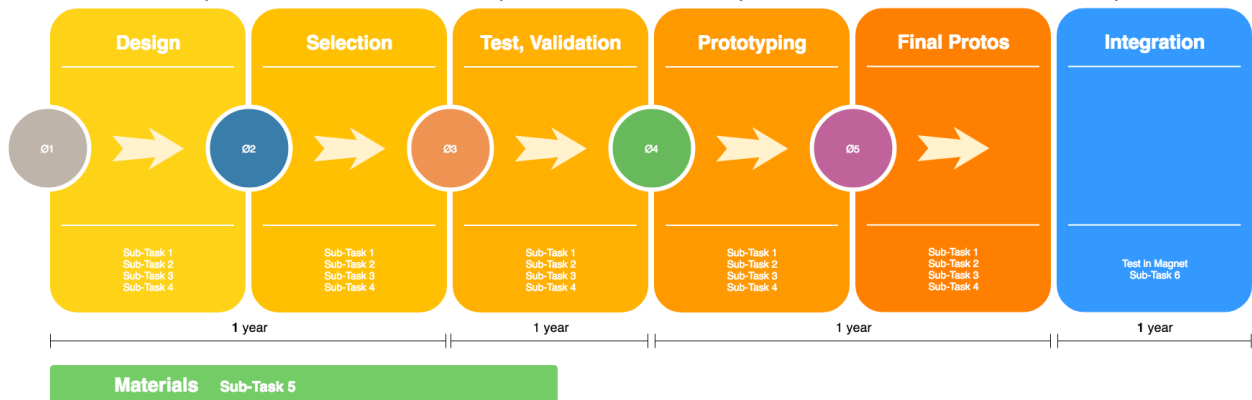 Design
Selection
Test, Validation
Prototyping
Final Protos
Integration
Ø1
Ø2
Ø3
Ø4
Ø5
Sub-Task 1
Sub-Task 2
Sub-Task 3
Sub-Task 4
Sub-Task 1
Sub-Task 2
Sub-Task 3
Sub-Task 4
Sub-Task 1
Sub-Task 2
Sub-Task 3
Sub-Task 4
Sub-Task 1
Sub-Task 2
Sub-Task 3
Sub-Task 4
Sub-Task 1
Sub-Task 2
Sub-Task 3
Sub-Task 4
Test in Magnet
Sub-Task 6
1 year
1 year
1 year
1 year
Materials Sub-Task 5